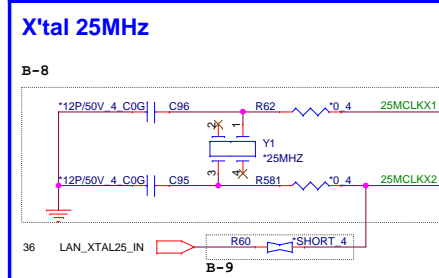 X'tal 25MHz
B-8
*12P/50V_4_C0G C96 R62 *0_4 25MCLKX1
2 1
Y1
*25MHZ
3 4
*12P/50V_4_C0G C95 R581 *0_4 25MCLKX2
36 LAN_XTAL25_IN R60 *SHORT_4
B-9